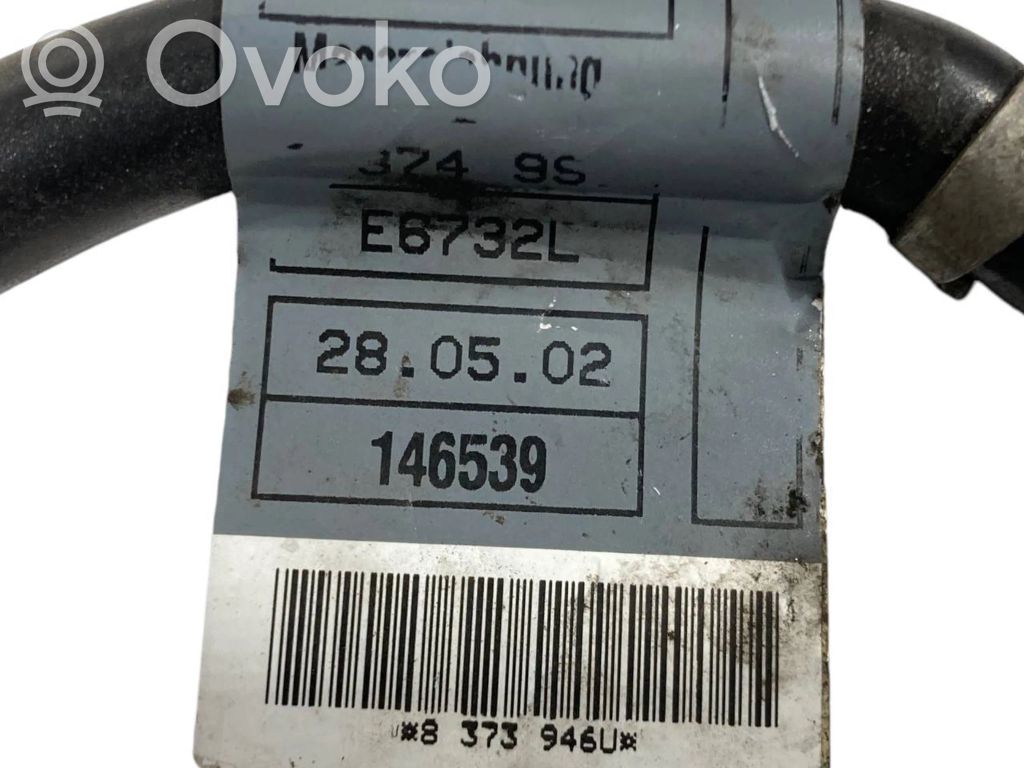 Ovoko
374 9S
E6732L
28.05.02
146539
U*8 373 946U*